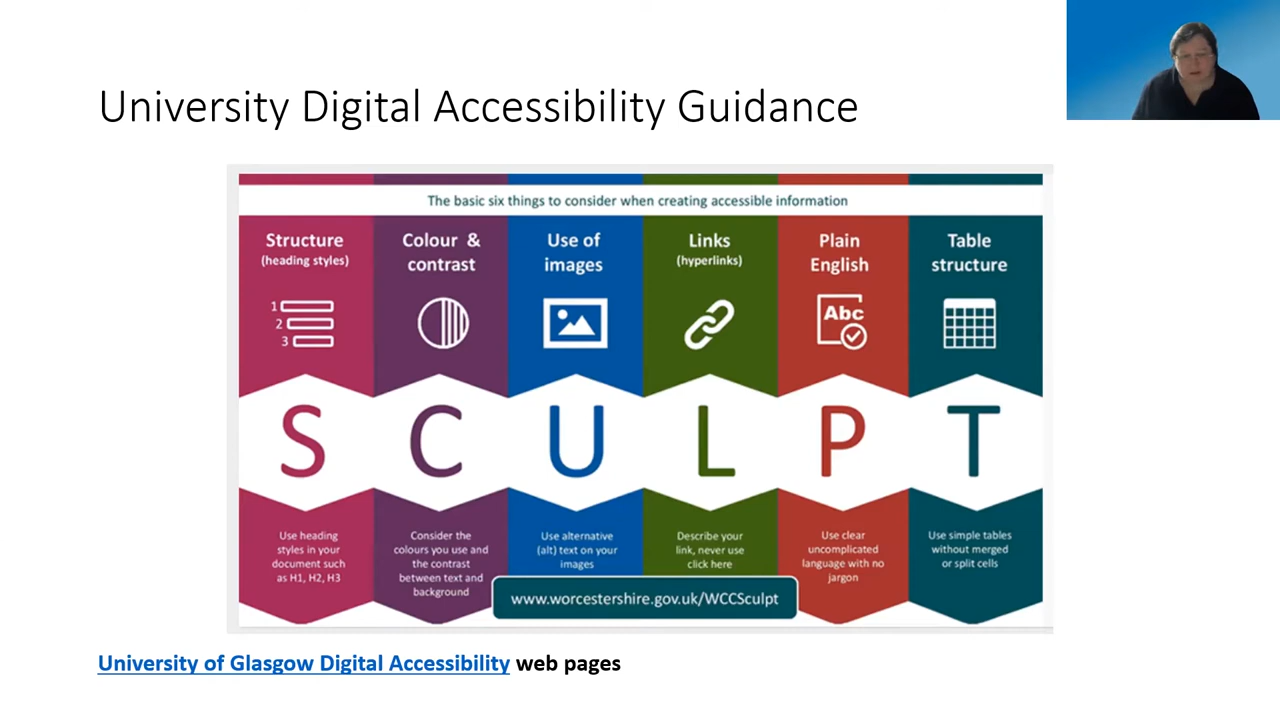 University Digital Accessibility Guidance
The basic six things to consider when creating accessible information
Structure
(heading styles)
1
2
3
Colour &
contrast
Use of
images
Links
(hyperlinks)
Plain
English
Abc
Table
structure
S C U L P T
Use heading
styles in your
document such
as H1, H2, H3
Consider the
colours you use and
the contrast
between text and
background
Use alternative
(alt) text on your
images
Describe your
link, never use
click here
Use clear
uncomplicated
language with no
jargon
Use simple tables
without merged
or split cells
www.worcestershire.gov.uk/WCCSculpt
University of Glasgow Digital Accessibility web pages